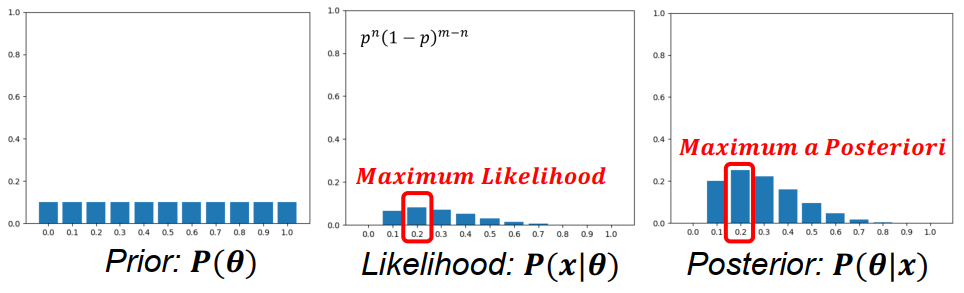 1.0
0.8
0.6
0.4
0.2
0.0
0.0 0.1 0.2 0.3 0.4 0.5 0.6 0.7 0.8 0.9 1.0
Prior: P(θ)
1.0
0.8
0.6
0.4
0.2
0.0
pⁿ(1 − p)ᵐ⁻ⁿ
Maximum Likelihood
0.0 0.1 0.2 0.3 0.4 0.5 0.6 0.7 0.8 0.9 1.0
Likelihood: P(x|θ)
1.0
0.8
0.6
0.4
0.2
0.0
Maximum a Posteriori
0.0 0.1 0.2 0.3 0.4 0.5 0.6 0.7 0.8 0.9 1.0
Posterior: P(θ|x)